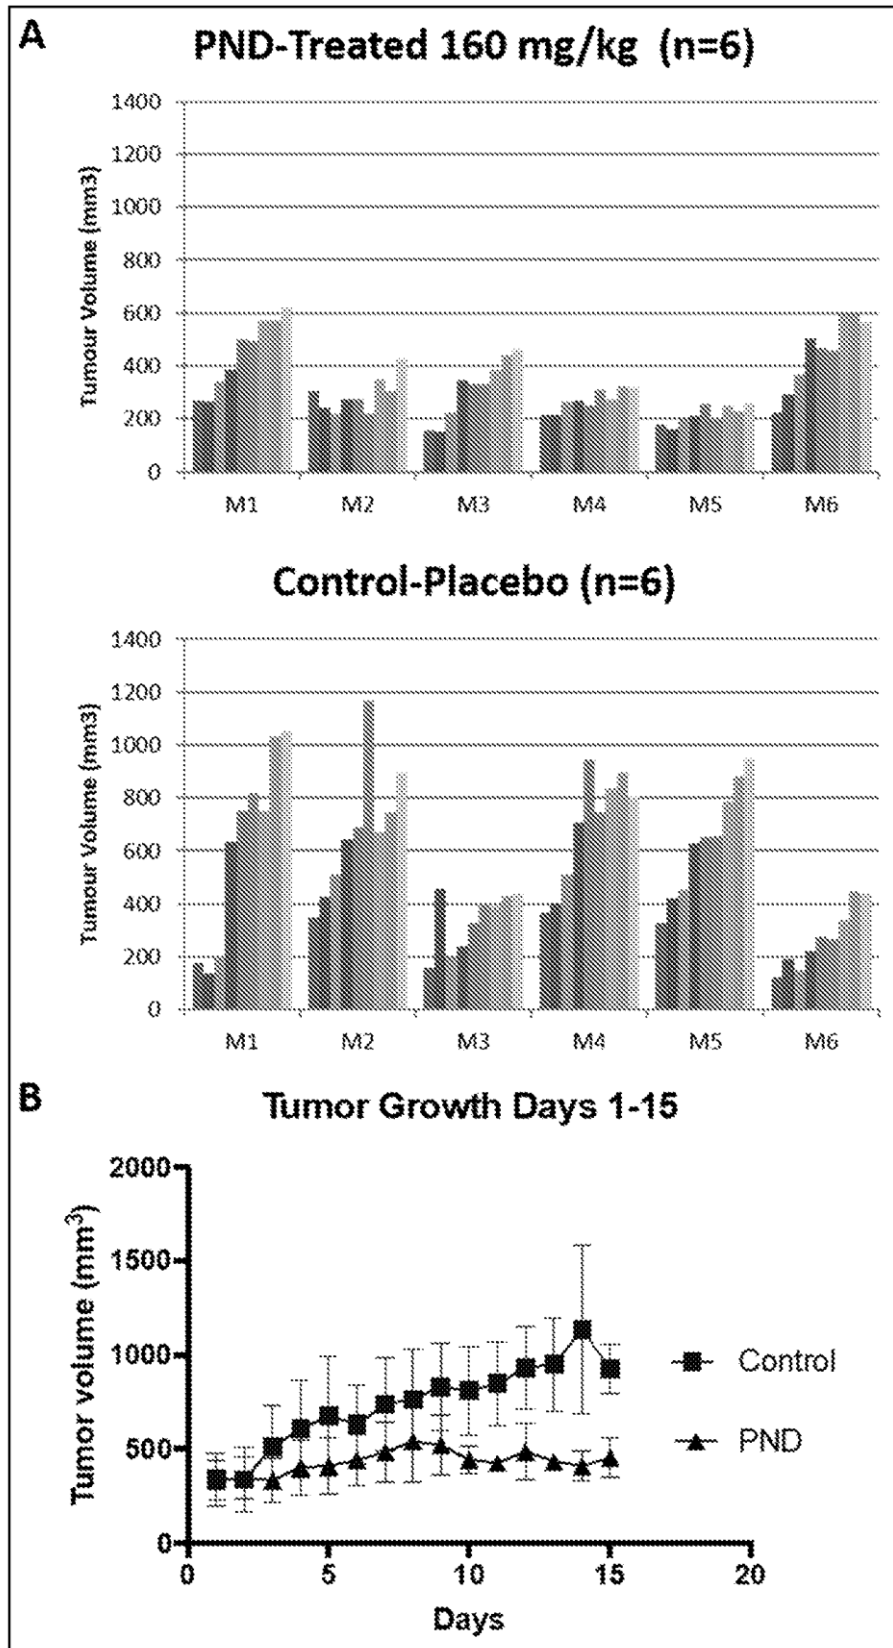 A
PND-Treated 160 mg/kg (n=6)
Tumour Volume (mm3)
1400
1200
1000
800
600
400
200
0
M1 M2 M3 M4 M5 M6
Control-Placebo (n=6)
Tumour Volume (mm3)
1400
1200
1000
800
600
400
200
0
M1 M2 M3 M4 M5 M6
B
Tumor Growth Days 1-15
Tumor volume (mm³)
2000
1500
1000
500
0
0 5 10 15 20
Days
Control
PND